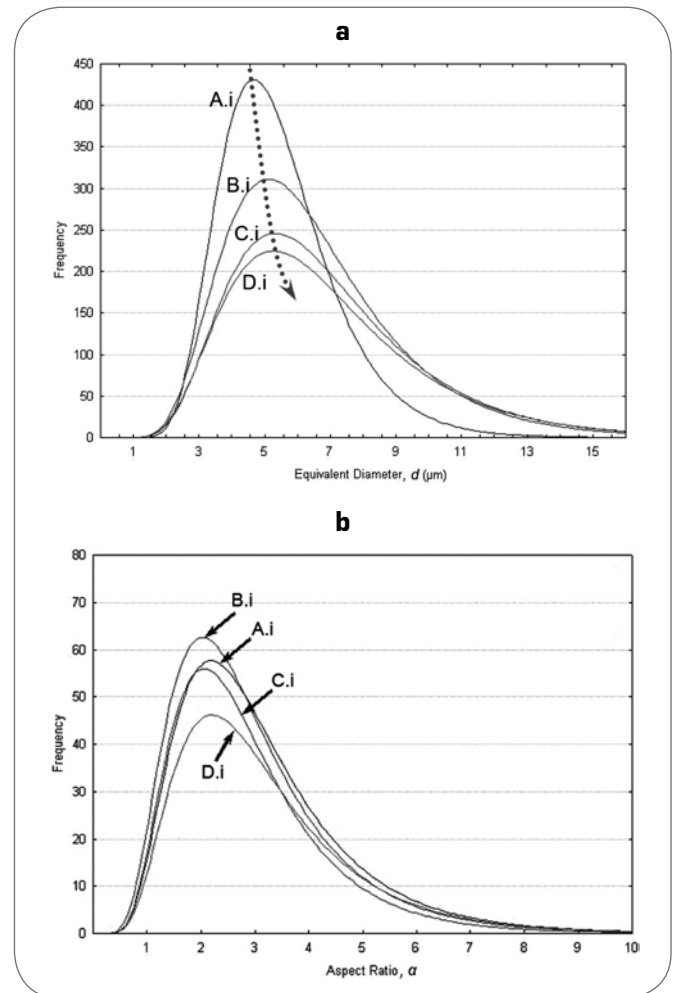 a
450
400
350
300
250
200
150
100
50
0
Frequency
A.i
B.i
C.i
D.i
1 3 5 7 9 11 13 15
Equivalent Diameter, d (µm)
b
80
70
60
50
40
30
20
10
0
Frequency
B.i
A.i
C.i
D.i
1 2 3 4 5 6 7 8 9 10
Aspect Ratio, α